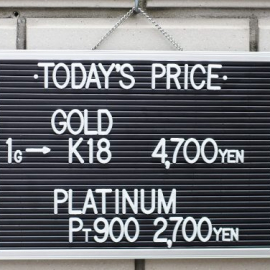 ·TODAY'S PRICE·
GOLD
1G→ K18 4,700YEN
PLATINUM
PT900 2,700YEN